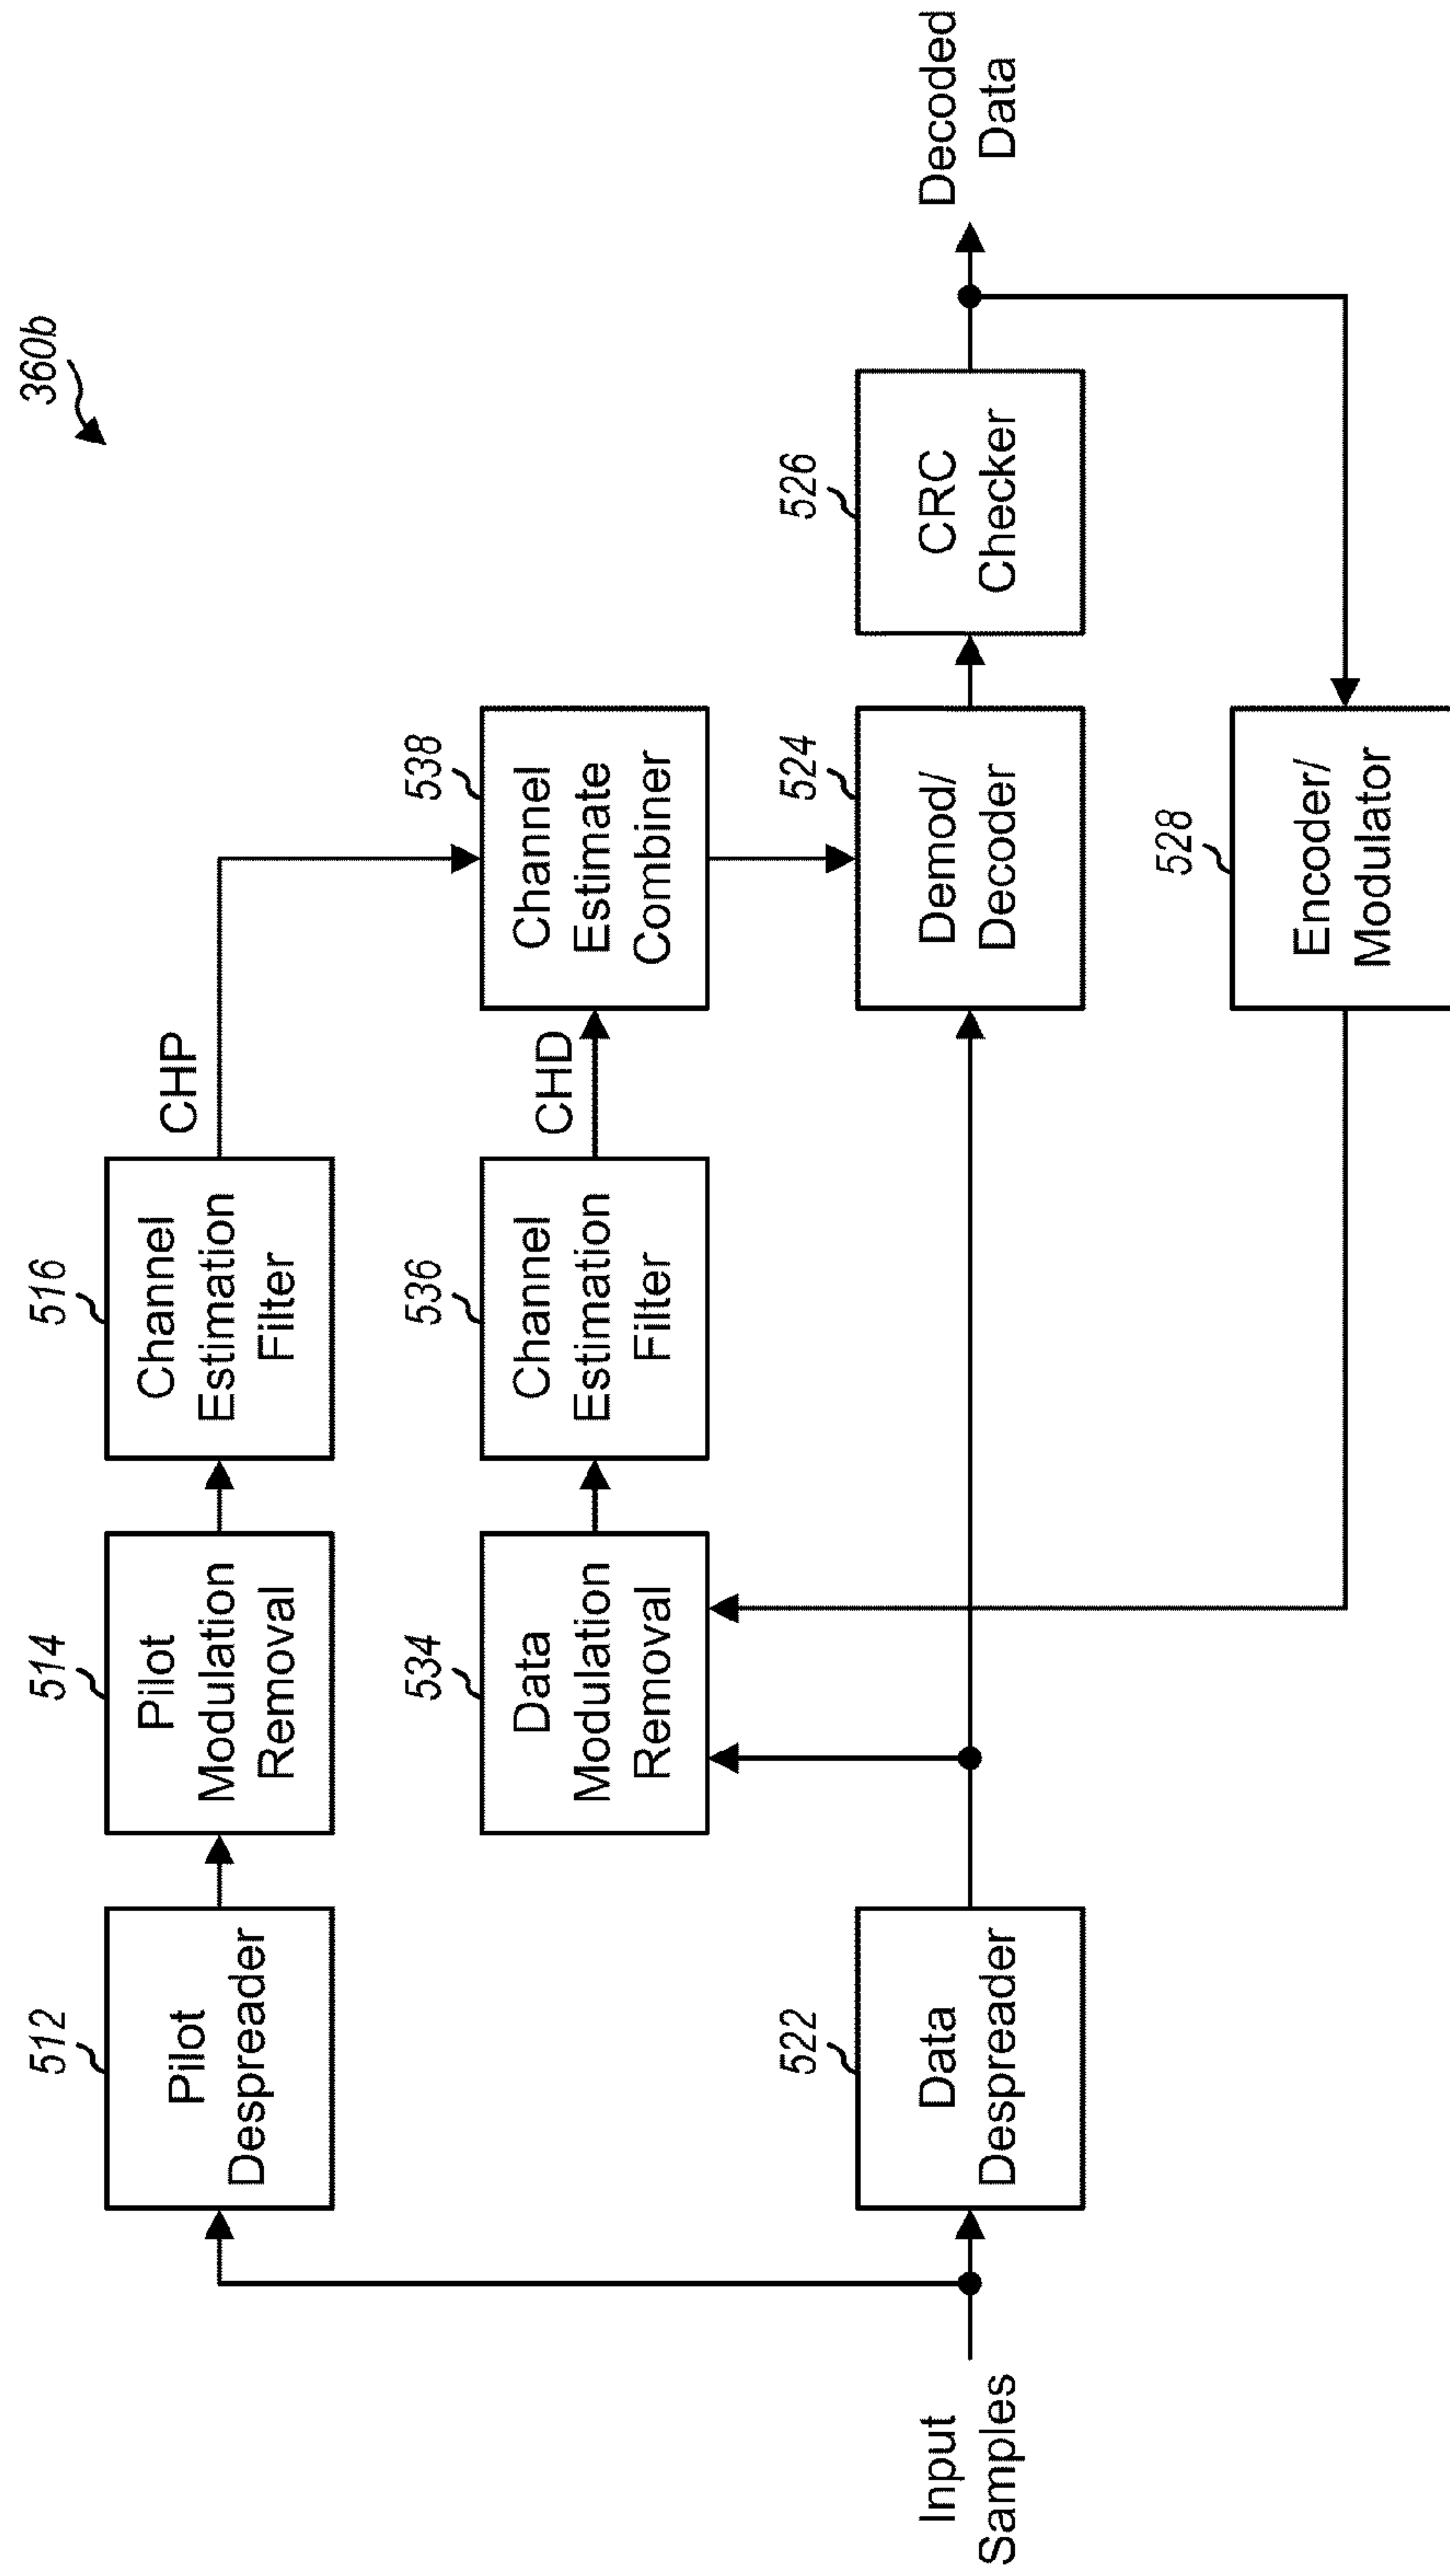 360b
512
Pilot
Despreader
514
Pilot
Modulation
Removal
516
Channel
Estimation
Filter
CHP
534
Data
Modulation
Removal
536
Channel
Estimation
Filter
CHD
538
Channel
Estimate
Combiner
Input
Samples
522
Data
Despreader
524
Demod/
Decoder
526
CRC
Checker
Decoded
Data
528
Encoder/
Modulator